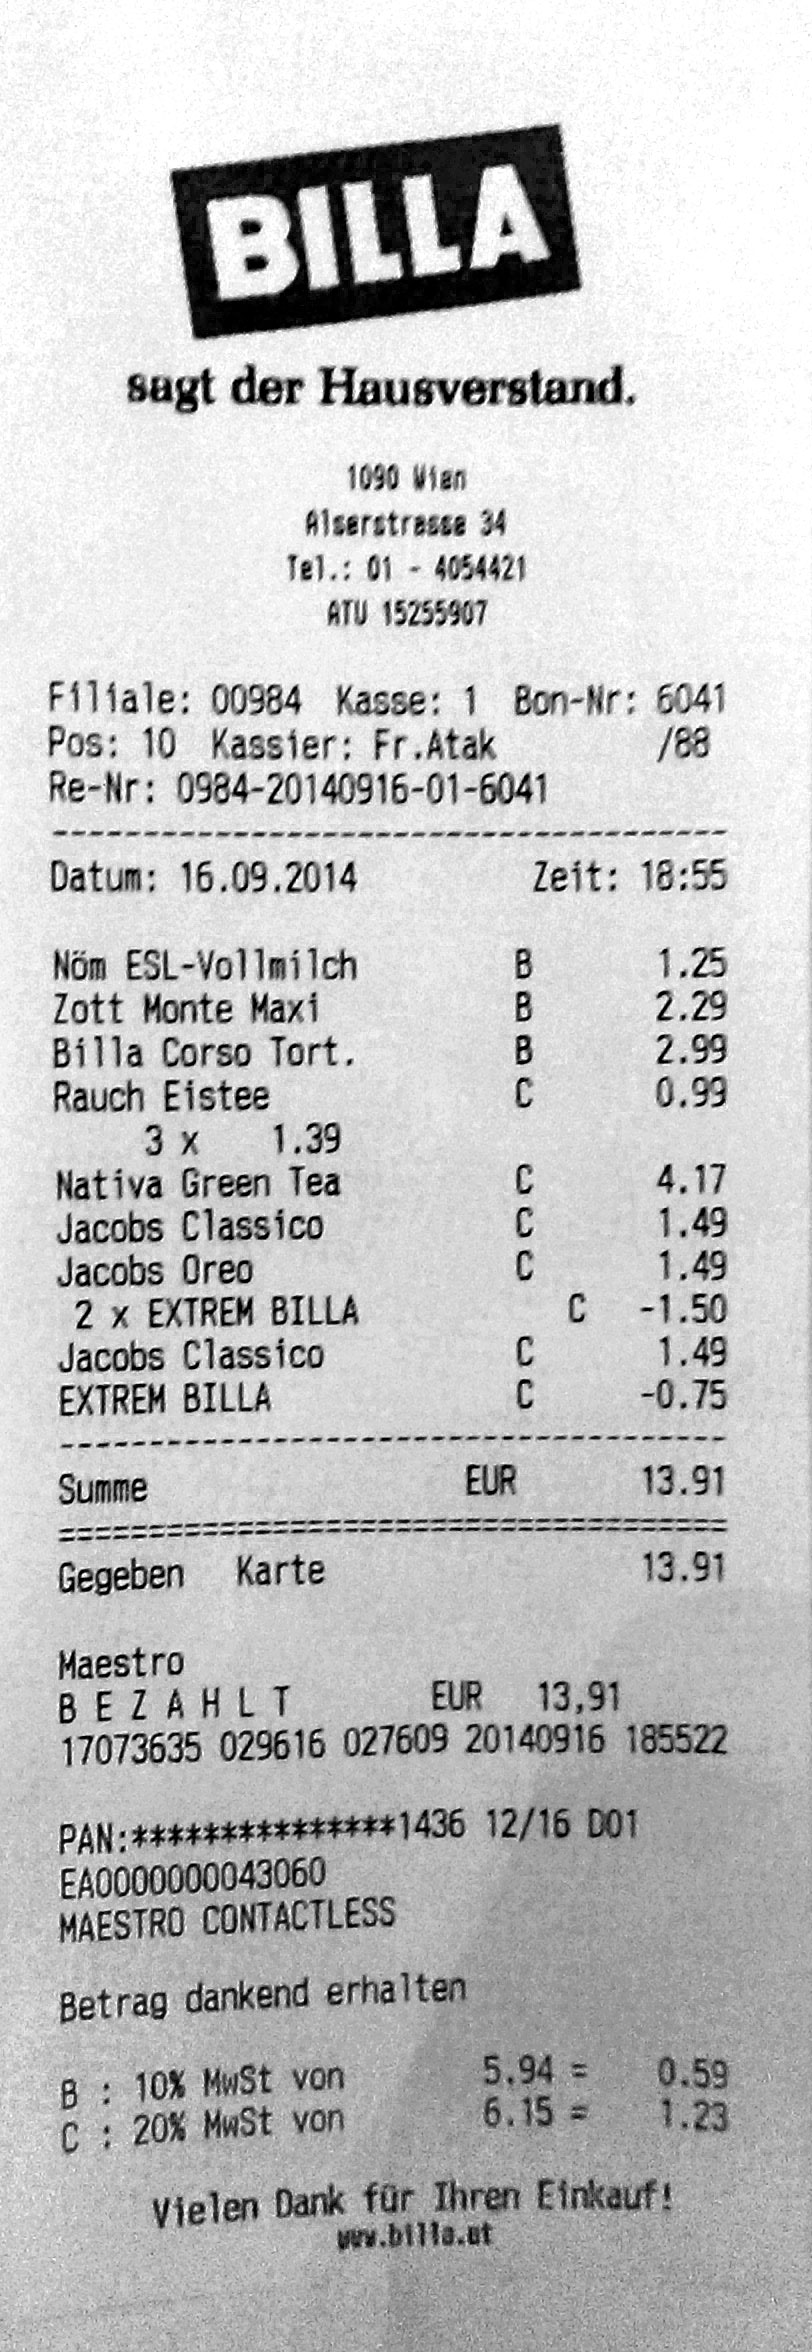 BILLA
sagt der Hausverstand.
1090 Wien
Alserstrasse 34
Tel.: 01 - 4054421
ATU 15255907
Filiale: 00984 Kasse: 1 Bon-Nr: 6041
Pos: 10 Kassier: Fr.Atak /88
Re-Nr: 0984-20140916-01-6041
--------------------------------------
Datum: 16.09.2014 Zeit: 18:55
Nöm ESL-Vollmilch B 1.25
Zott Monte Maxi B 2.29
Billa Corso Tort. B 2.99
Rauch Eistee C 0.99
3 x 1.39
Nativa Green Tea C 4.17
Jacobs Classico C 1.49
Jacobs Oreo C 1.49
2 x EXTREM BILLA C -1.50
Jacobs Classico C 1.49
EXTREM BILLA C -0.75
--------------------------------------
Summe EUR 13.91
======================================
Gegeben Karte 13.91
Maestro
B E Z A H L T EUR 13,91
17073635 029616 027609 20140916 185522
PAN:***************1436 12/16 D01
EA0000000043060
MAESTRO CONTACTLESS
Betrag dankend erhalten
B : 10% MwSt von 5.94 = 0.59
C : 20% MwSt von 6.15 = 1.23
Vielen Dank für Ihren Einkauf!
www.billa.at